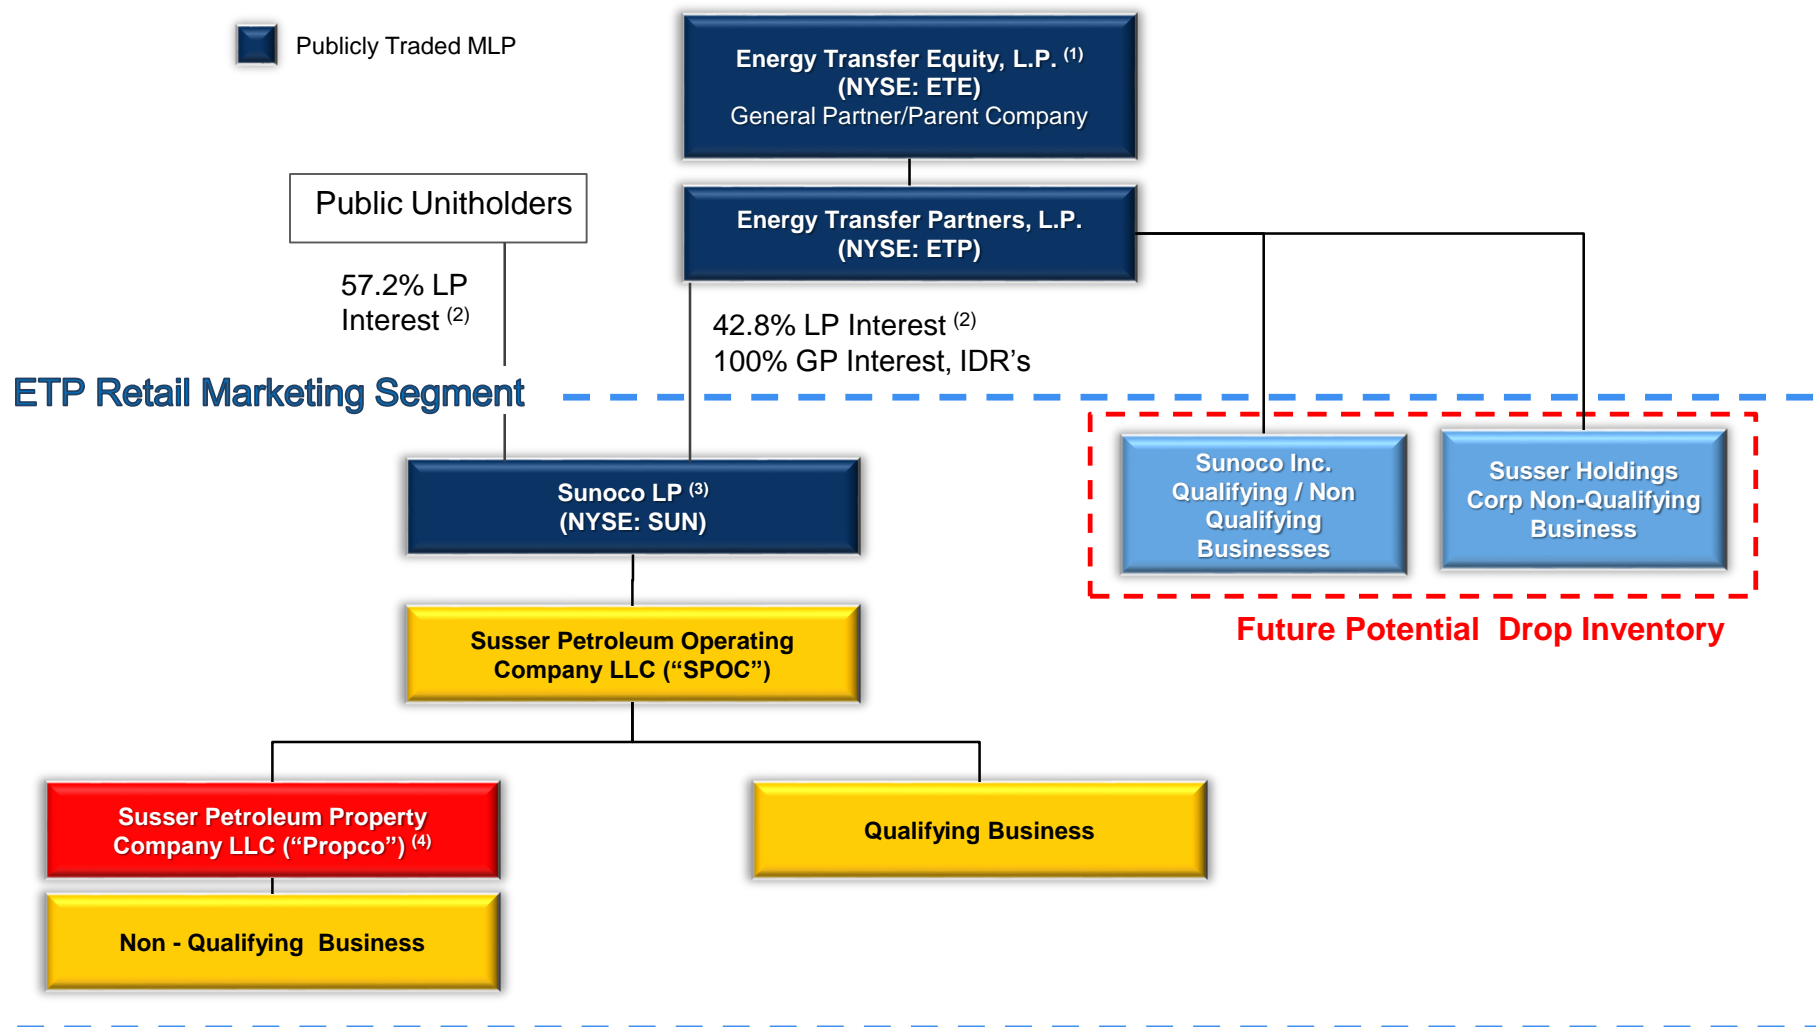 Publicly Traded MLP
Energy Transfer Equity, L.P. (1)
(NYSE: ETE)
General Partner/Parent Company
Public Unitholders
Energy Transfer Partners, L.P.
(NYSE: ETP)
57.2% LP
Interest (2)
42.8% LP Interest (2)
100% GP Interest, IDR's
ETP Retail Marketing Segment
Sunoco LP (3)
(NYSE: SUN)
Sunoco Inc.
Qualifying / Non
Qualifying
Businesses
Susser Holdings
Corp Non-Qualifying
Business
Future Potential  Drop Inventory
Susser Petroleum Operating
Company LLC (“SPOC”)
Susser Petroleum Property
Company LLC (“Propco”) (4)
Qualifying Business
Non - Qualifying  Business